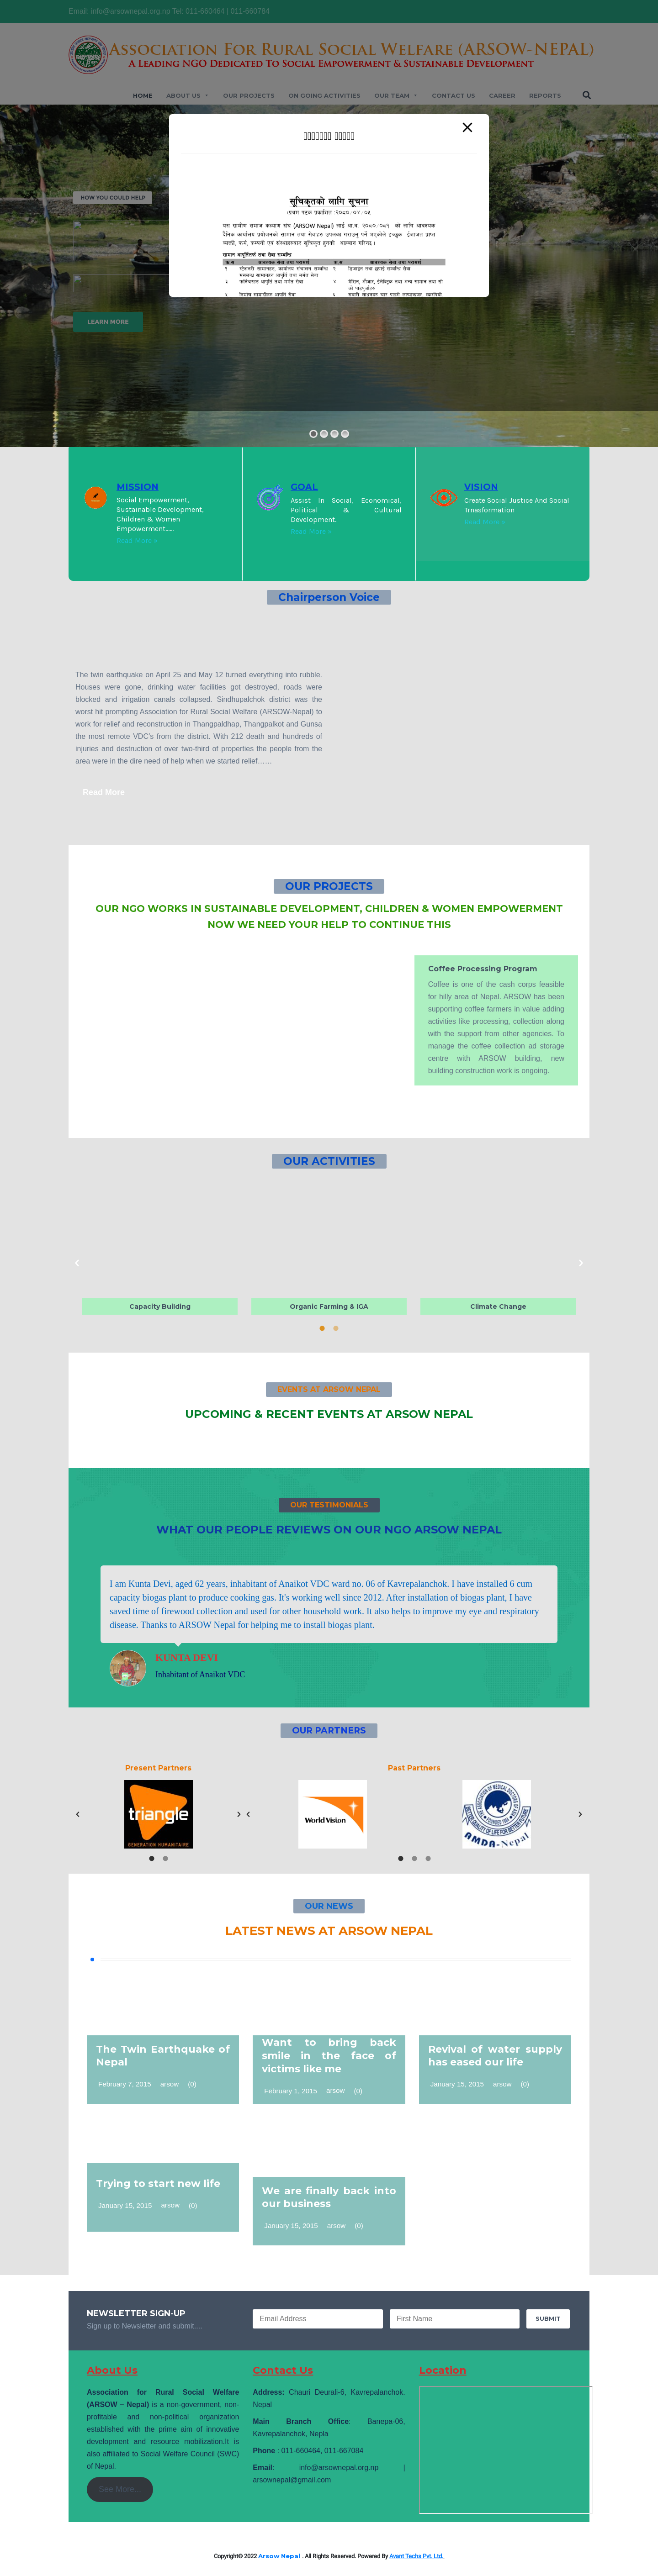 Email: info@arsownepal.org.np Tel: 011-660464 | 011-660784
Association For Rural Social Welfare (ARSOW-NEPAL)
A Leading NGO Dedicated To Social Empowerment & Sustainable Development
HOME ABOUT US OUR PROJECTS ON GOING ACTIVITIES OUR TEAM CONTACT US CAREER REPORTS
सूचिकृतको लागि सूचना
HOW YOU COULD HELP
LEARN MORE
MISSION
Social Empowerment,
Sustainable Development,
Children & Women
Empowerment.....
Read More »
GOAL
Assist In Social, Economical,
Political & Cultural
Development.
Read More »
VISION
Create Social Justice And Social
Trnasformation
Read More »
Chairperson Voice
The twin earthquake on April 25 and May 12 turned everything into rubble.
Houses were gone, drinking water facilities got destroyed, roads were
blocked and irrigation canals collapsed. Sindhupalchok district was the
worst hit prompting Association for Rural Social Welfare (ARSOW-Nepal) to
work for relief and reconstruction in Thangpaldhap, Thangpalkot and Gunsa
the most remote VDC's from the district. With 212 death and hundreds of
injuries and destruction of over two-third of properties the people from the
area were in the dire need of help when we started relief……
Read More
OUR PROJECTS
OUR NGO WORKS IN SUSTAINABLE DEVELOPMENT, CHILDREN & WOMEN EMPOWERMENT
NOW WE NEED YOUR HELP TO CONTINUE THIS
Coffee Processing Program
Coffee is one of the cash corps feasible
for hilly area of Nepal. ARSOW has been
supporting coffee farmers in value adding
activities like processing, collection along
with the support from other agencies. To
manage the coffee collection ad storage
centre with ARSOW building, new
building construction work is ongoing.
OUR ACTIVITIES
Capacity Building
Organic Farming & IGA
Climate Change
EVENTS AT ARSOW NEPAL
UPCOMING & RECENT EVENTS AT ARSOW NEPAL
OUR TESTIMONIALS
WHAT OUR PEOPLE REVIEWS ON OUR NGO ARSOW NEPAL
I am Kunta Devi, aged 62 years, inhabitant of Anaikot VDC ward no. 06 of Kavrepalanchok. I have installed 6 cum
capacity biogas plant to produce cooking gas. It's working well since 2012. After installation of biogas plant, I have
saved time of firewood collection and used for other household work. It also helps to improve my eye and respiratory
disease. Thanks to ARSOW Nepal for helping me to install biogas plant.
KUNTA DEVI
Inhabitant of Anaikot VDC
OUR PARTNERS
Present Partners
Past Partners
triangle
GENERATION HUMANITAIRE
World Vision
AMDA-Nepal
OUR NEWS
LATEST NEWS AT ARSOW NEPAL
The Twin Earthquake of
Nepal
February 7, 2015 arsow (0)
Want to bring back
smile in the face of
victims like me
February 1, 2015 arsow (0)
Revival of water supply
has eased our life
January 15, 2015 arsow (0)
Trying to start new life
January 15, 2015 arsow (0)
We are finally back into
our business
January 15, 2015 arsow (0)
NEWSLETTER SIGN-UP
Sign up to Newsletter and submit....
Email Address
First Name
SUBMIT
About Us
Association for Rural Social Welfare
(ARSOW – Nepal) is a non-government, non-
profitable and non-political organization
established with the prime aim of innovative
development and resource mobilization.It is
also affiliated to Social Welfare Council (SWC)
of Nepal.
See More...
Contact Us
Address: Chauri Deurali-6, Kavrepalanchok.
Nepal
Main Branch Office: Banepa-06,
Kavrepalanchok, Nepla
Phone : 011-660464, 011-667084
Email: info@arsownepal.org.np |
arsownepal@gmail.com
Location
Copyright© 2022 Arsow Nepal . All Rights Reserved. Powered By Avant Techs Pvt. Ltd.